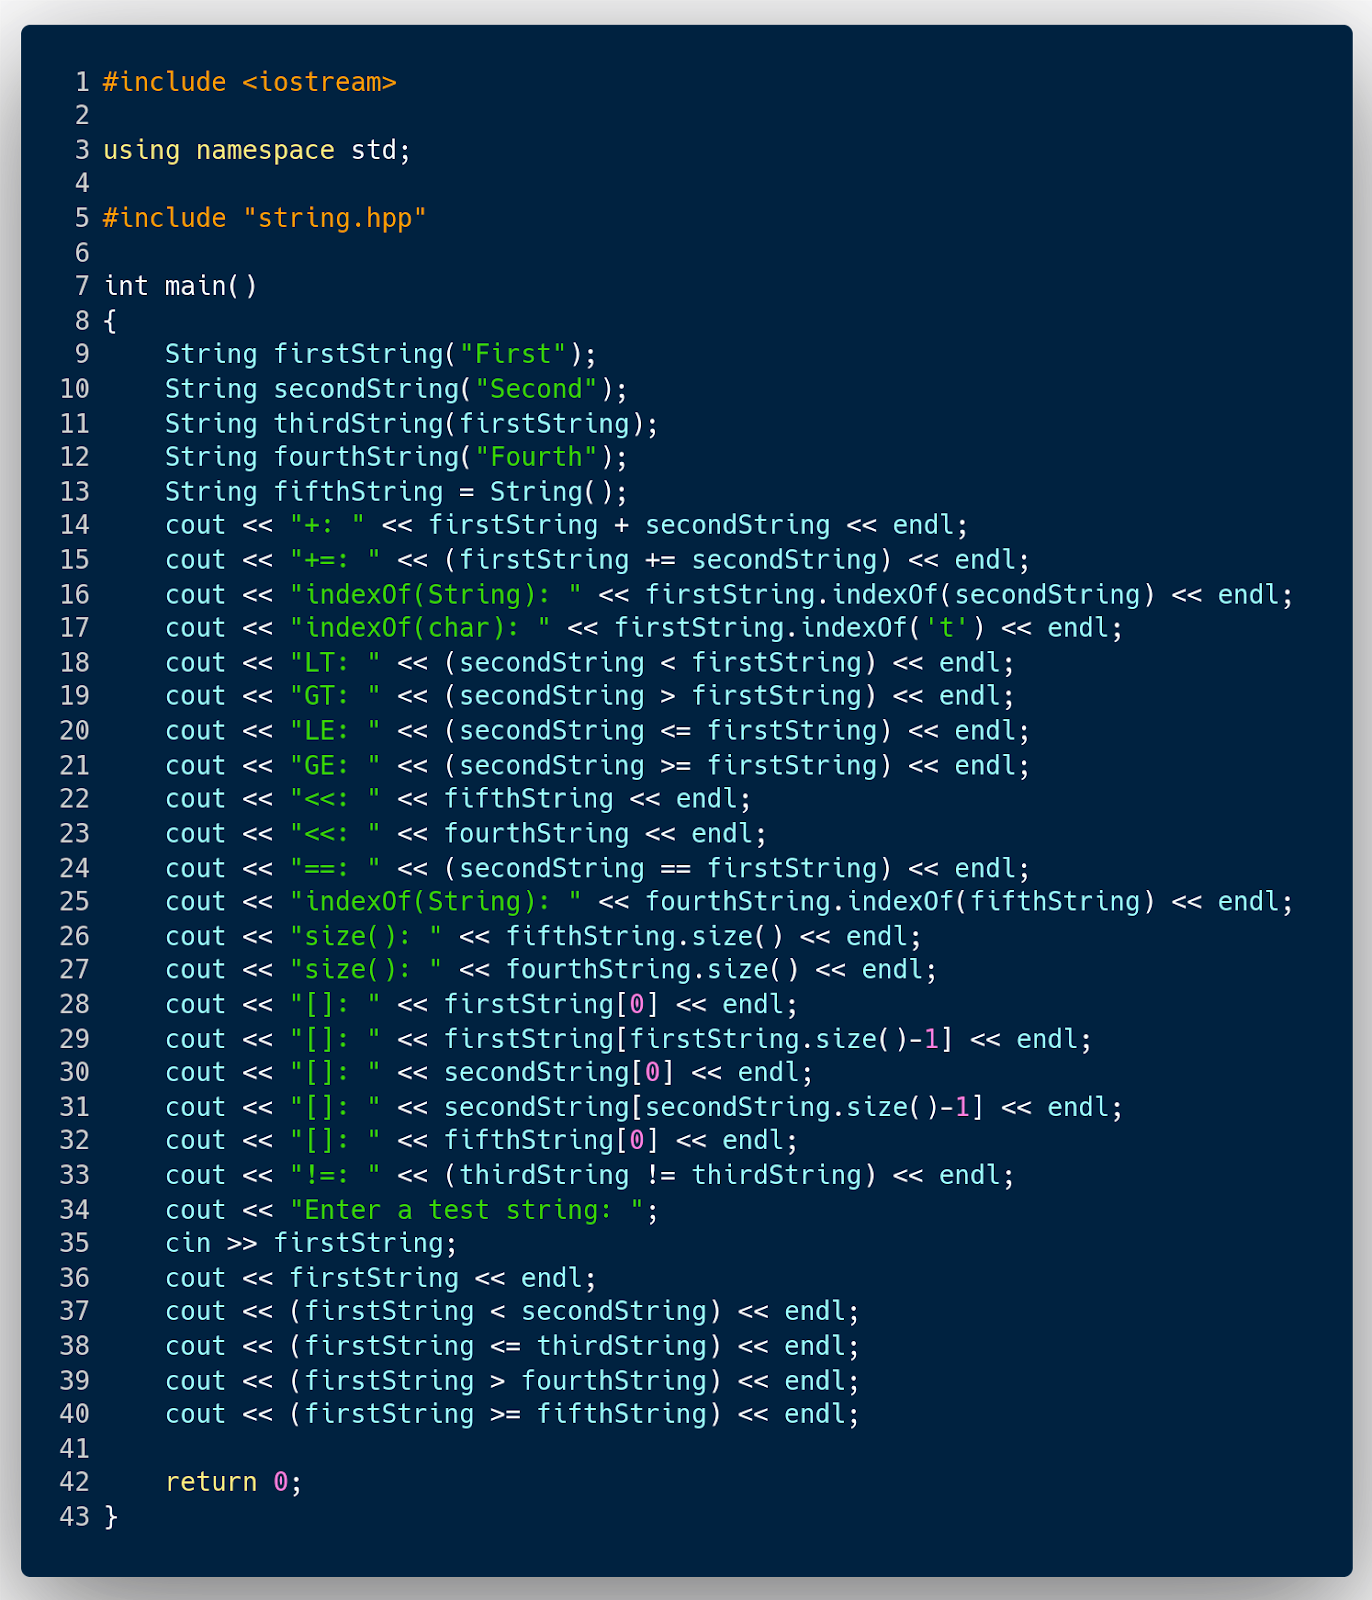 1 #include <iostream>
2
3 using namespace std;
4
5 #include "string.hpp"
6
7 int main()
8 {
9     String firstString("First");
10     String secondString("Second");
11     String thirdString(firstString);
12     String fourthString("Fourth");
13     String fifthString = String();
14     cout << "+: " << firstString + secondString << endl;
15     cout << "+=: " << (firstString += secondString) << endl;
16     cout << "indexOf(String): " << firstString.indexOf(secondString) << endl;
17     cout << "indexOf(char): " << firstString.indexOf('t') << endl;
18     cout << "LT: " << (secondString < firstString) << endl;
19     cout << "GT: " << (secondString > firstString) << endl;
20     cout << "LE: " << (secondString <= firstString) << endl;
21     cout << "GE: " << (secondString >= firstString) << endl;
22     cout << "<<: " << fifthString << endl;
23     cout << "<<: " << fourthString << endl;
24     cout << "==: " << (secondString == firstString) << endl;
25     cout << "indexOf(String): " << fourthString.indexOf(fifthString) << endl;
26     cout << "size(): " << fifthString.size() << endl;
27     cout << "size(): " << fourthString.size() << endl;
28     cout << "[]: " << firstString[0] << endl;
29     cout << "[]: " << firstString[firstString.size()-1] << endl;
30     cout << "[]: " << secondString[0] << endl;
31     cout << "[]: " << secondString[secondString.size()-1] << endl;
32     cout << "[]: " << fifthString[0] << endl;
33     cout << "!=: " << (thirdString != thirdString) << endl;
34     cout << "Enter a test string: ";
35     cin >> firstString;
36     cout << firstString << endl;
37     cout << (firstString < secondString) << endl;
38     cout << (firstString <= thirdString) << endl;
39     cout << (firstString > fourthString) << endl;
40     cout << (firstString >= fifthString) << endl;
41
42     return 0;
43 }